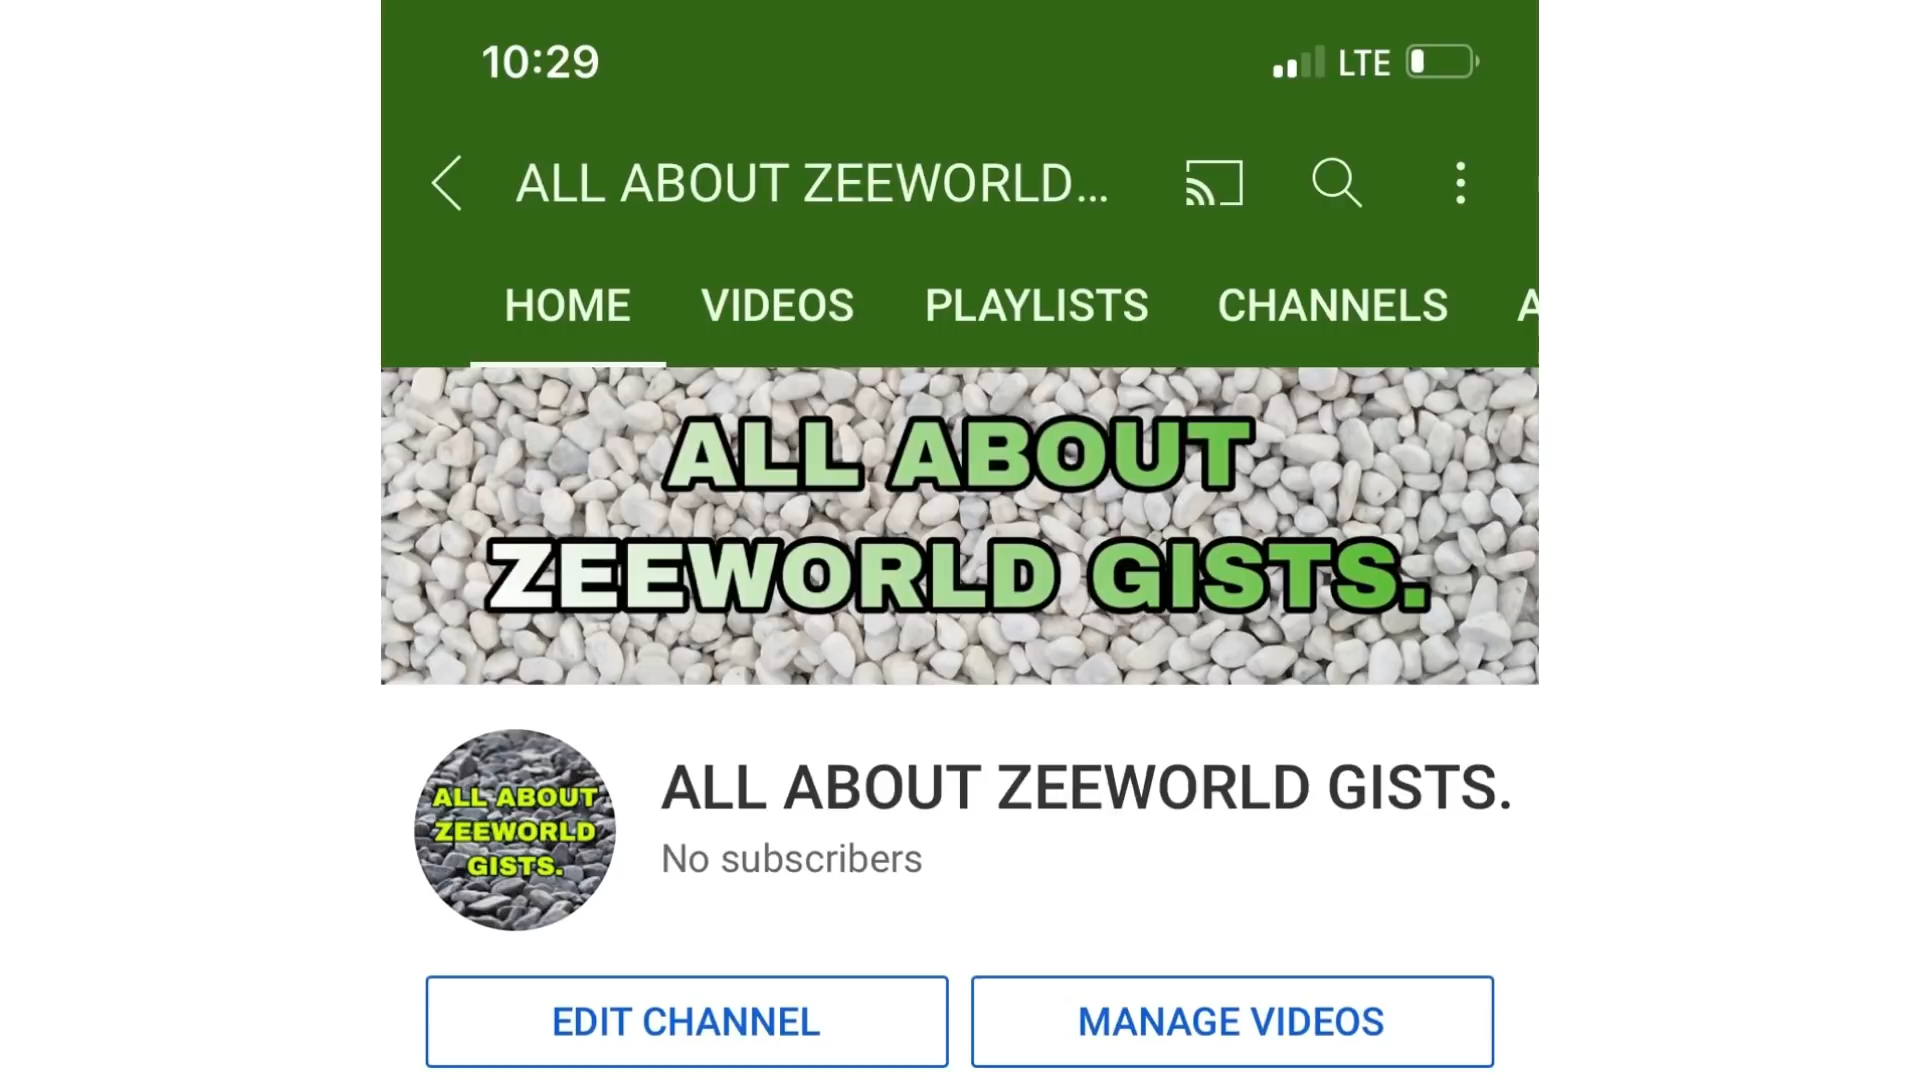 10:29
LTE
ALL ABOUT ZEEWORLD...
HOME
VIDEOS
PLAYLISTS
CHANNELS
A
ALL ABOUT
ZEEWORLD GISTS.
ALL ABOUT
ZEEWORLD
GISTS.
ALL ABOUT ZEEWORLD GISTS.
No subscribers
EDIT CHANNEL
MANAGE VIDEOS